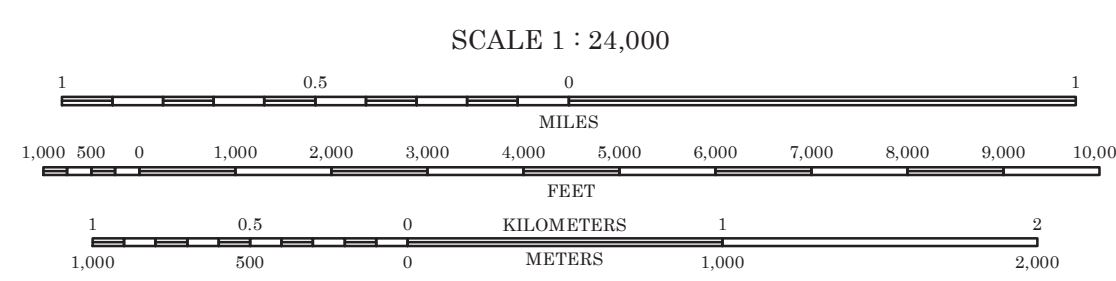 SCALE 1 : 24,000
1 0.5 0 1
MILES
1,000 500 0 1,000 2,000 3,000 4,000 5,000 6,000 7,000 8,000 9,000 10,00
FEET
1 0.5 0 KILOMETERS 1 2
1,000 500 0 METERS 1,000 2,000